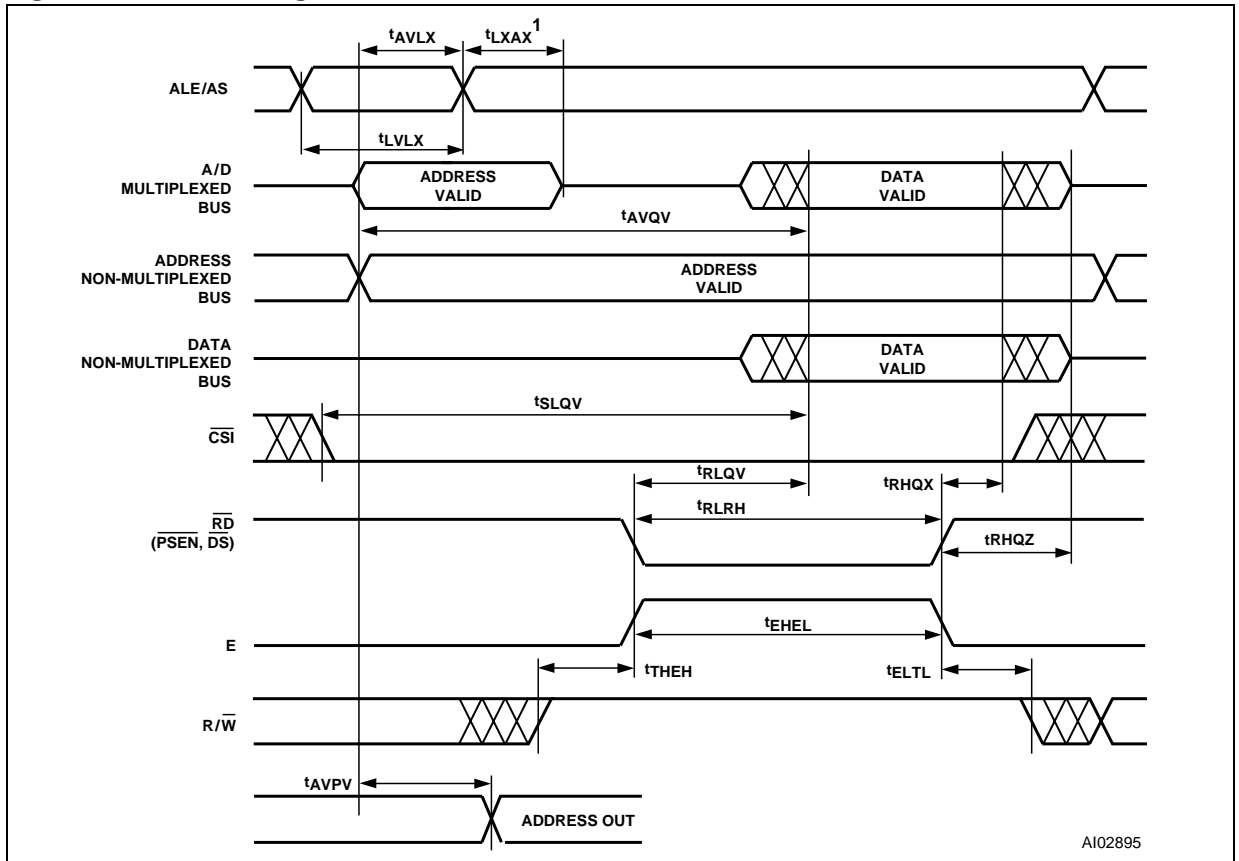 tAVLX tLXAX1
ALE/AS
tLVLX
A/D
MULTIPLEXED
BUS
ADDRESS
VALID
DATA
VALID
tAVQV
ADDRESS
NON-MULTIPLEXED
BUS
ADDRESS
VALID
DATA
NON-MULTIPLEXED
BUS
DATA
VALID
tSLQV
CSI
tRLQV
tRHQX
tRLRH
RD
(PSEN, DS)
tRHQZ
tEHEL
E
tTHEH
tELTL
R/W
tAVPV
ADDRESS OUT
AI02895